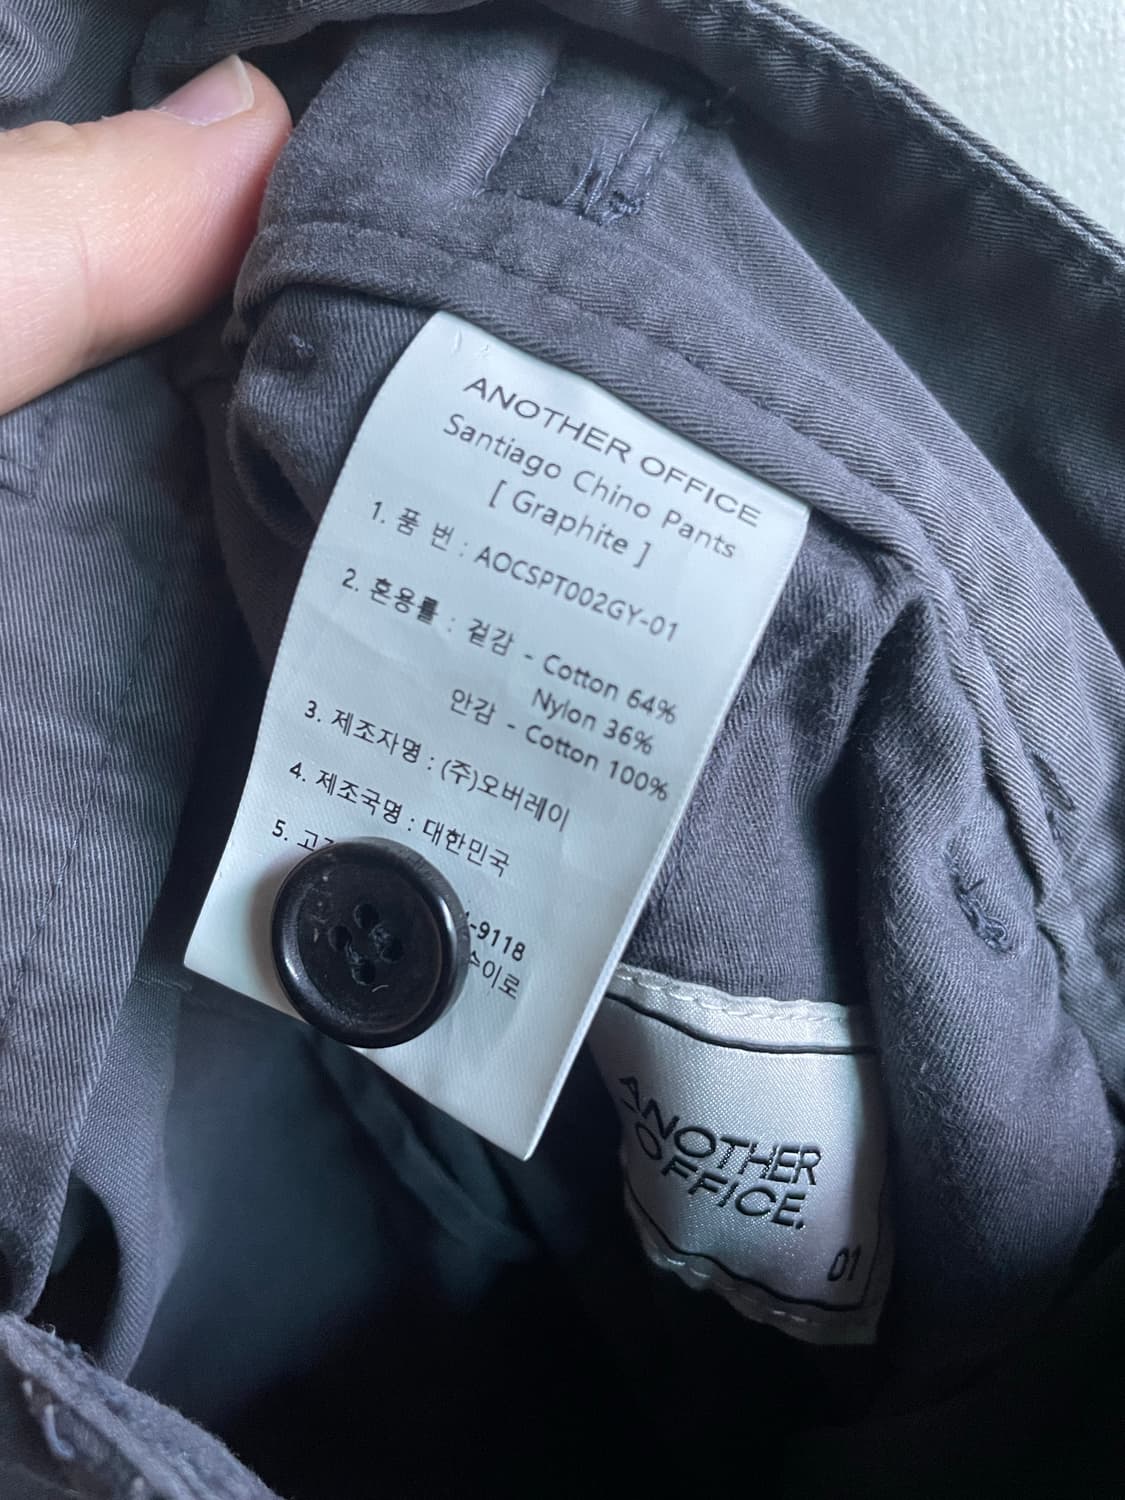 ANOTHER OFFICE
Santiago Chino Pants
[ Graphite ]
1. 품 번 : AOCSPT002GY-01
2. 혼용률 : 겉감 - Cotton 64%
Nylon 36%
안감 - Cotton 100%
3. 제조자명 : (주)오버레이
4. 제조국명 : 대한민국
5.
-9118
수이로
ANOTHER
OFFICE.
01